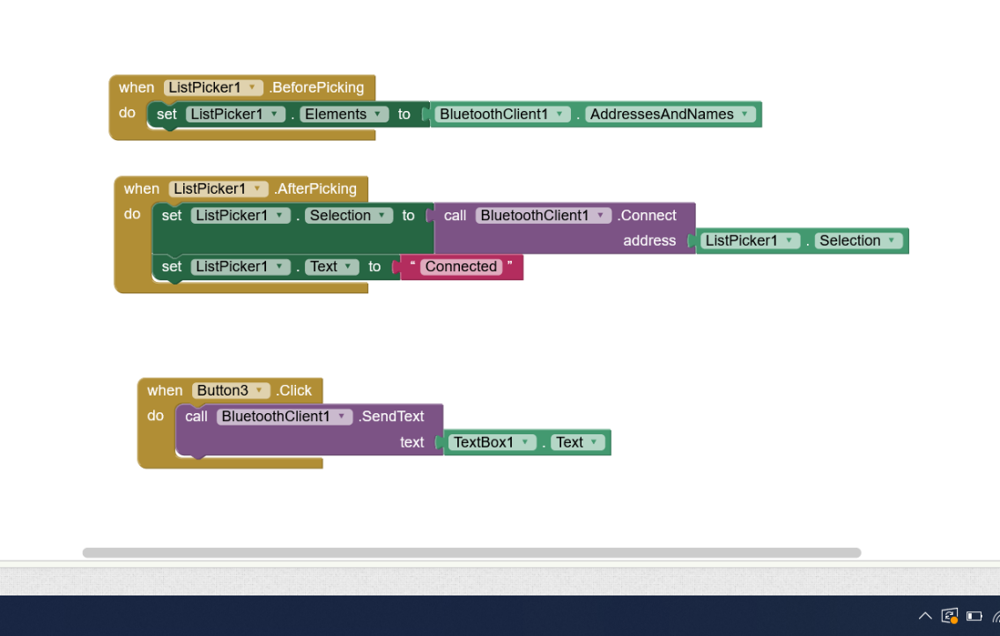 when ListPicker1 .BeforePicking
do set ListPicker1 . Elements to BluetoothClient1 . AddressesAndNames
when ListPicker1 .AfterPicking
do set ListPicker1 . Selection to call BluetoothClient1 .Connect
address ListPicker1 . Selection
set ListPicker1 . Text to “ Connected ”
when Button3 .Click
do call BluetoothClient1 .SendText
text TextBox1 . Text